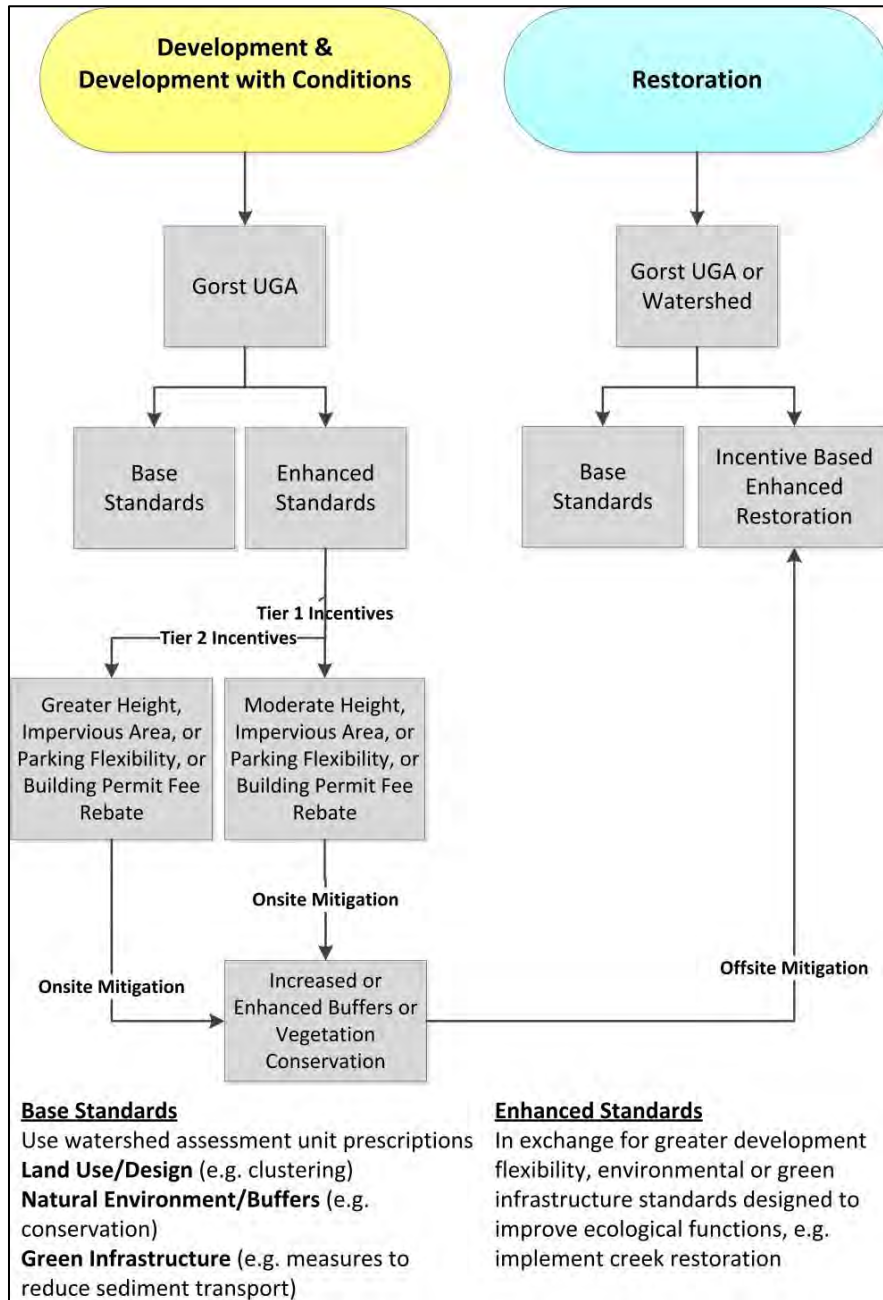 Development &
Development with Conditions
Restoration
Gorst UGA
Gorst UGA or
Watershed
Base
Standards
Enhanced
Standards
Base
Standards
Incentive Based
Enhanced
Restoration
Tier 1 Incentives
Tier 2 Incentives
Greater Height,
Impervious Area, or
Parking Flexibility, or
Building Permit Fee
Rebate
Moderate Height,
Impervious Area, or
Parking Flexibility, or
Building Permit Fee
Rebate
Onsite Mitigation
Onsite Mitigation
Offsite Mitigation
Increased or
Enhanced Buffers or
Vegetation
Conservation
Base Standards
Use watershed assessment unit prescriptions
Land Use/Design (e.g. clustering)
Natural Environment/Buffers (e.g.
conservation)
Green Infrastructure (e.g. measures to
reduce sediment transport)
Enhanced Standards
In exchange for greater development
flexibility, environmental or green
infrastructure standards designed to
improve ecological functions, e.g.
implement creek restoration